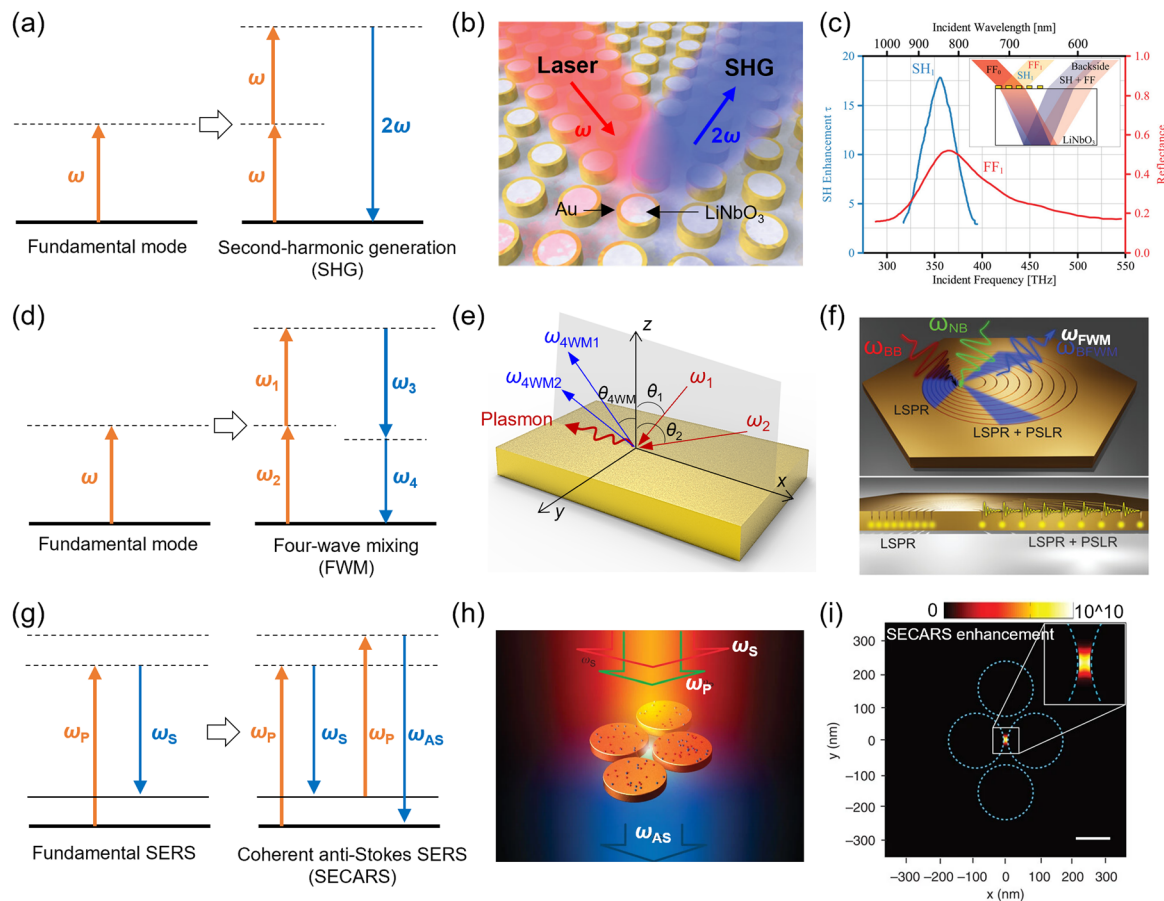 (a)
ω
ω
ω
2ω
Fundamental mode
Second-harmonic generation
(SHG)
(b)
Laser
SHG
ω
2ω
Au
LiNbO3
(c)
Incident Wavelength [nm]
1000 900 800 700 600
SH Enhancement τ
20
15
10
5
0
SH1
FF1
FF0
FF1
SH1
Backside
SH + FF
LiNbO3
1.0
0.8
0.6
0.4
0.2
0.0
Reflectance
300 350 400 450 500 550
Incident Frequency [THz]
(d)
ω
ω1
ω2
ω3
ω4
Fundamental mode
Four-wave mixing
(FWM)
(e)
z
ω4WM1
ω4WM2
θ4WM
θ1
ω1
θ2
ω2
Plasmon
x
y
(f)
ωBB
ωNB
ωFWM
ωBFWM
LSPR
LSPR + PSLR
LSPR
LSPR + PSLR
(g)
ωP
ωS
ωP
ωS
ωP
ωAS
Fundamental SERS
Coherent anti-Stokes SERS
(SECARS)
(h)
ωS
ωS
ωP
ωAS
(i)
0
10^10
SECARS enhancement
y (nm)
300
200
100
0
−100
−200
−300
−300 −200 −100 0 100 200 300
x (nm)